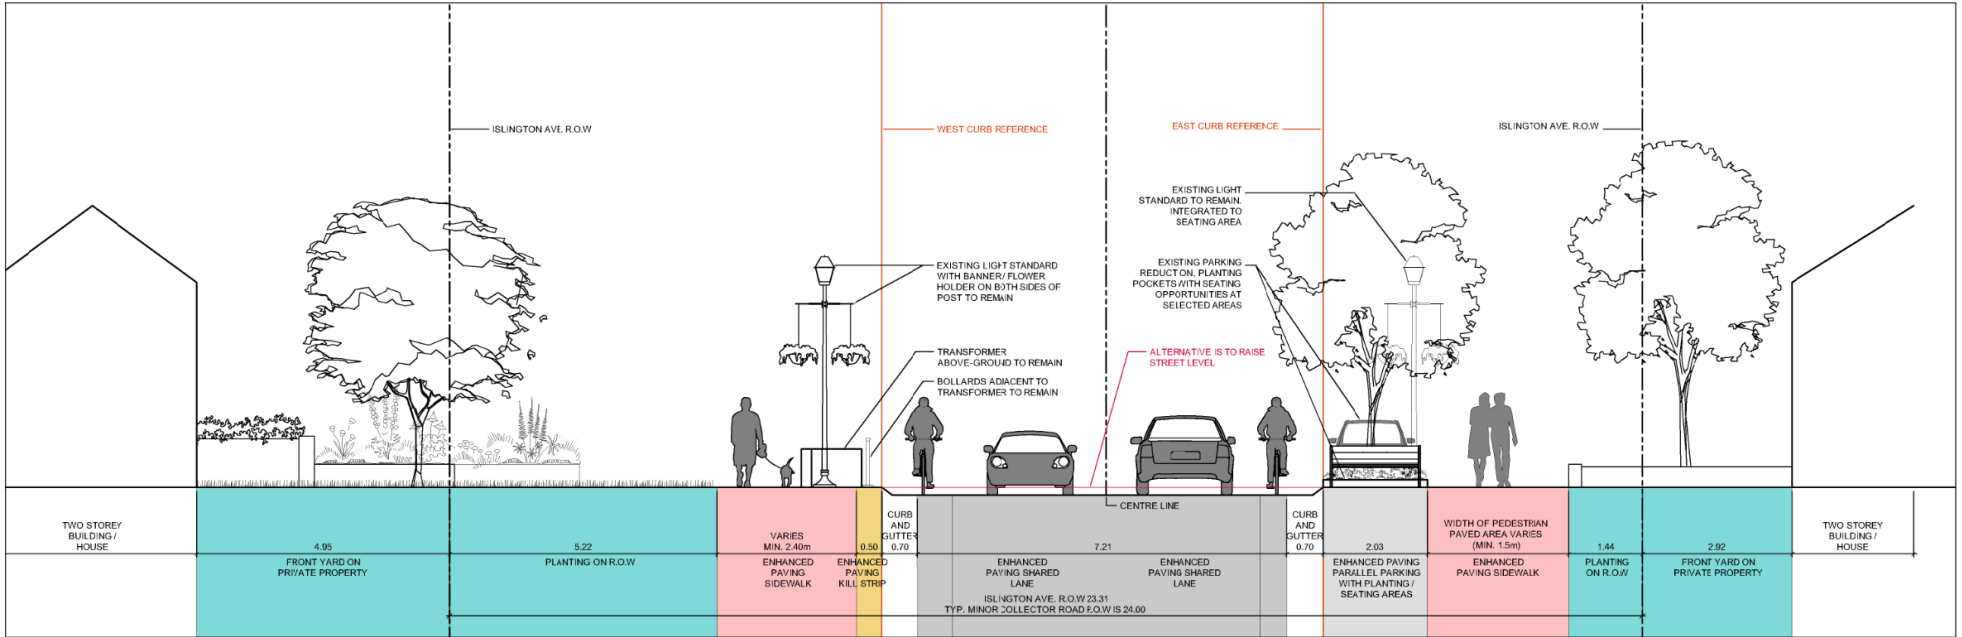 ISLINGTON AVE. R.O.W
WEST CURB REFERENCE
EAST CURB REFERENCE
ISLINGTON AVE. R.O.W
EXISTING LIGHT
STANDARD TO REMAIN.
INTEGRATED TO
SEATING AREA
EXISTING LIGHT STANDARD
WITH BANNER/ FLOWER
HOLDER ON BOTH SIDES OF
POST TO REMAIN
EXISTING PARKING
REDUCTION, PLANTING
POCKETS WITH SEATING
OPPORTUNITIES AT
SELECTED AREAS
TRANSFORMER
ABOVE-GROUND TO REMAIN
ALTERNATIVE IS TO RAISE
STREET LEVEL
BOLLARDS ADJACENT TO
TRANSFORMER TO REMAIN
CENTRE LINE
TWO STOREY
BUILDING /
HOUSE
4.95
FRONT YARD ON
PRIVATE PROPERTY
5.22
PLANTING ON R.O.W
VARIES
MIN. 2.40m
ENHANCED
PAVING
SIDEWALK
0.50
ENHANCED
PAVING
KILL STRIP
CURB
AND
GUTTER
0.70
7.21
ENHANCED
PAVING SHARED
LANE
ENHANCED
PAVING SHARED
LANE
CURB
AND
GUTTER
0.70
2.03
ENHANCED PAVING
PARALLEL PARKING
WITH PLANTING /
SEATING AREAS
WIDTH OF PEDESTRIAN
PAVED AREA VARIES
(MIN. 1.5m)
ENHANCED
PAVING SIDEWALK
1.44
PLANTING
ON R.O.W
2.92
FRONT YARD ON
PRIVATE PROPERTY
TWO STOREY
BUILDING /
HOUSE
ISLINGTON AVE. R.O.W 23.31
TYP. MINOR COLLECTOR ROAD R.O.W IS 24.00